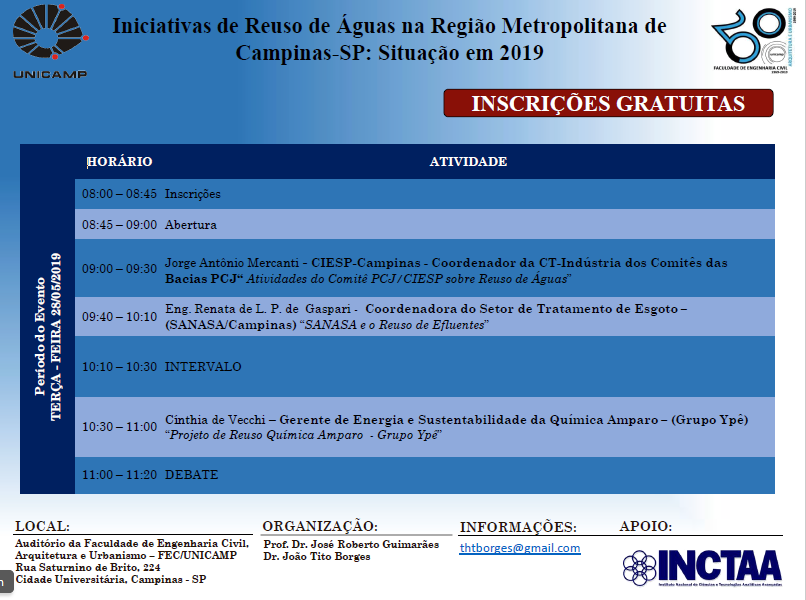 Iniciativas de Reuso de Águas na Região Metropolitana de
Campinas-SP: Situação em 2019
UNICAMP
50
FACULDADE DE ENGENHARIA CIVIL
ARQUITETURA E URBANISMO
INSCRIÇÕES GRATUITAS
Período do Evento
TERÇA - FEIRA 28/05/2019
HORÁRIO ATIVIDADE
08:00 – 08:45 Inscrições
08:45 – 09:00 Abertura
09:00 – 09:30 Jorge Antônio Mercanti - CIESP-Campinas - Coordenador da CT-Indústria dos Comitês das
Bacias PCJ“ Atividades do Comitê PCJ/CIESP sobre Reuso de Águas”
09:40 – 10:10 Eng. Renata de L. P. de Gaspari - Coordenadora do Setor de Tratamento de Esgoto –
(SANASA/Campinas) “SANASA e o Reuso de Efluentes”
10:10 – 10:30 INTERVALO
10:30 – 11:00 Cínthia de Vecchi – Gerente de Energia e Sustentabilidade da Química Amparo – (Grupo Ypê)
“Projeto de Reuso Química Amparo - Grupo Ypê”
11:00 – 11:20 DEBATE
LOCAL:
Auditório da Faculdade de Engenharia Civil,
Arquitetura e Urbanismo – FEC/UNICAMP
Rua Saturnino de Brito, 224
Cidade Universitária, Campinas - SP
ORGANIZAÇÃO:
Prof. Dr. José Roberto Guimarães
Dr. João Tito Borges
INFORMAÇÕES:
thtborges@gmail.com
APOIO:
INCTAA
Instituto Nacional de Ciências e Tecnologias Analíticas Avançadas